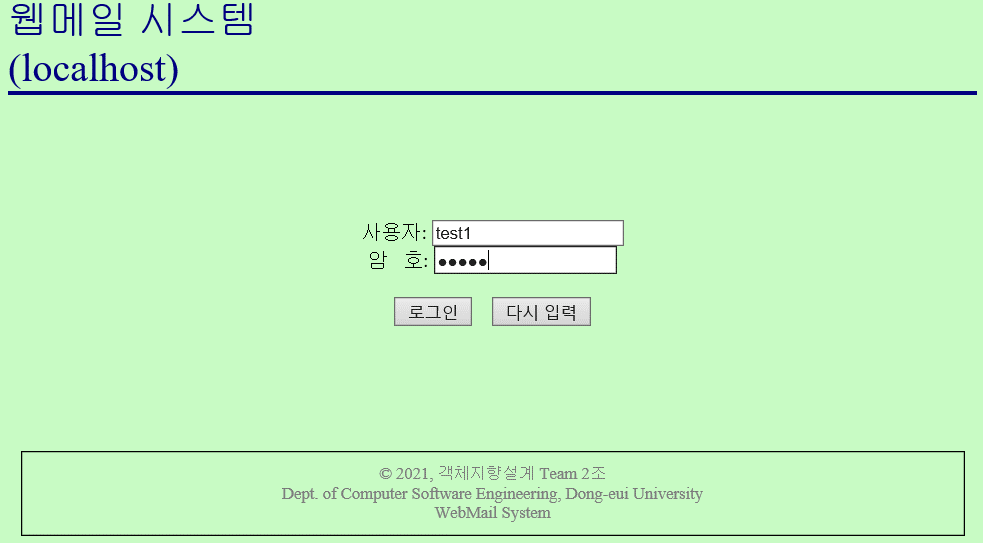 웹메일 시스템
(localhost)
사용자: test1
암 호: ●●●●●
로그인 다시 입력
© 2021, 객체지향설계 Team 2조
Dept. of Computer Software Engineering, Dong-eui University
WebMail System